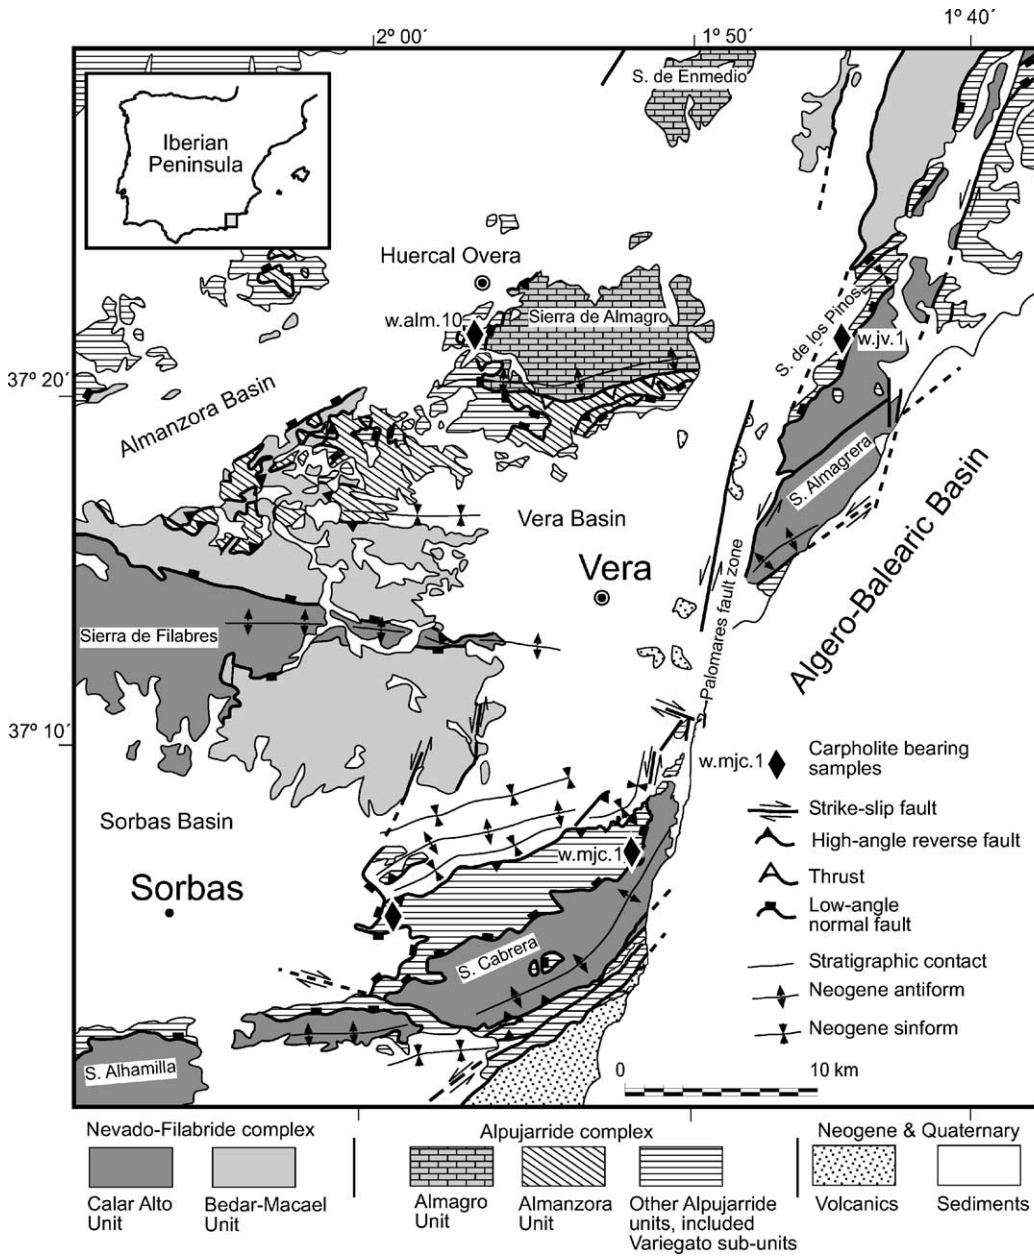 1º 40´
2º 00´
1º 50´
S. de Enmedio
Iberian
Peninsula
Huercal Overa
w.alm.10
Sierra de Almagro
S. de los Pinos
w.jv.1
37º 20´
Almanzora Basin
S. Almagrera
Vera Basin
Vera
Algero-Balearic Basin
Palomares fault zone
Sierra de Filabres
37º 10´
w.mjc.1
Carpholite bearing
samples
Strike-slip fault
High-angle reverse fault
Thrust
Low-angle
normal fault
Stratigraphic contact
Neogene antiform
Neogene sinform
Sorbas Basin
w.mjc.1
Sorbas
S. Cabrera
S. Alhamilla
0
10 km
Nevado-Filabride complex
Alpujarride complex
Neogene & Quaternary
Calar Alto
Unit
Bedar-Macael
Unit
Almagro
Unit
Almanzora
Unit
Other Alpujarride
units, included
Variegato sub-units
Volcanics
Sediments